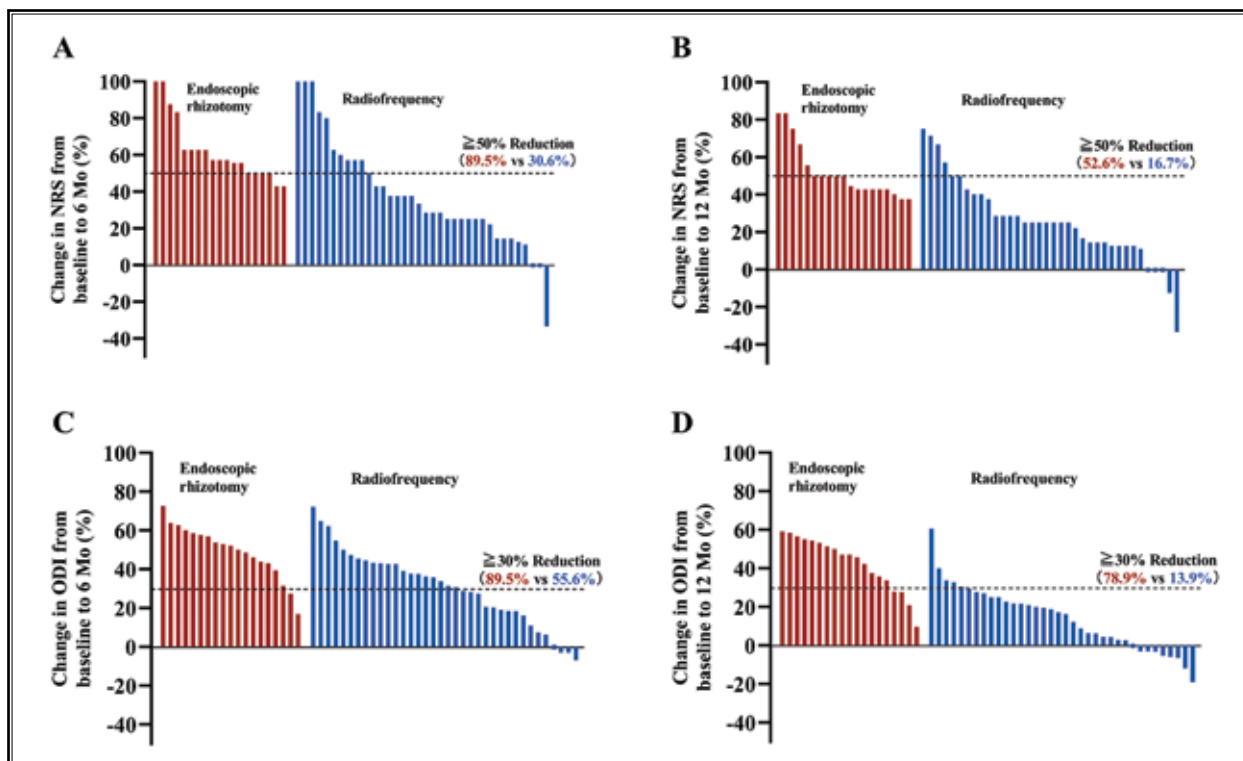 A
Change in NRS from
baseline to 6 Mo (%)
100
80
60
40
20
0
-20
-40
Endoscopic
rhizotomy
Radiofrequency
≧50% Reduction
(89.5% vs 30.6%)
B
Change in NRS from
baseline to 12 Mo (%)
100
80
60
40
20
0
-20
-40
Endoscopic
rhizotomy
Radiofrequency
≧50% Reduction
(52.6% vs 16.7%)
C
Change in ODI from
baseline to 6 Mo (%)
100
80
60
40
20
0
-20
-40
Endoscopic
rhizotomy
Radiofrequency
≧30% Reduction
(89.5% vs 55.6%)
D
Change in ODI from
baseline to 12 Mo (%)
100
80
60
40
20
0
-20
-40
Endoscopic
rhizotomy
Radiofrequency
≧30% Reduction
(78.9% vs 13.9%)